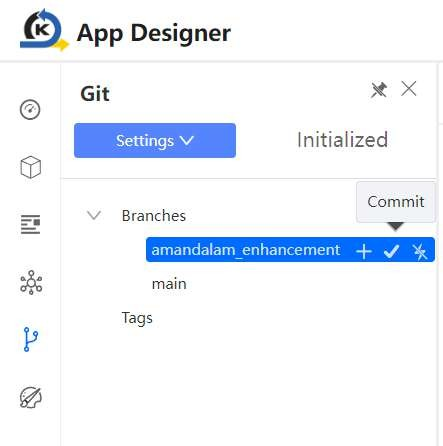 K App Designer
Git
Settings
Initialized
Commit
Branches
amandalam_enhancement
main
Tags